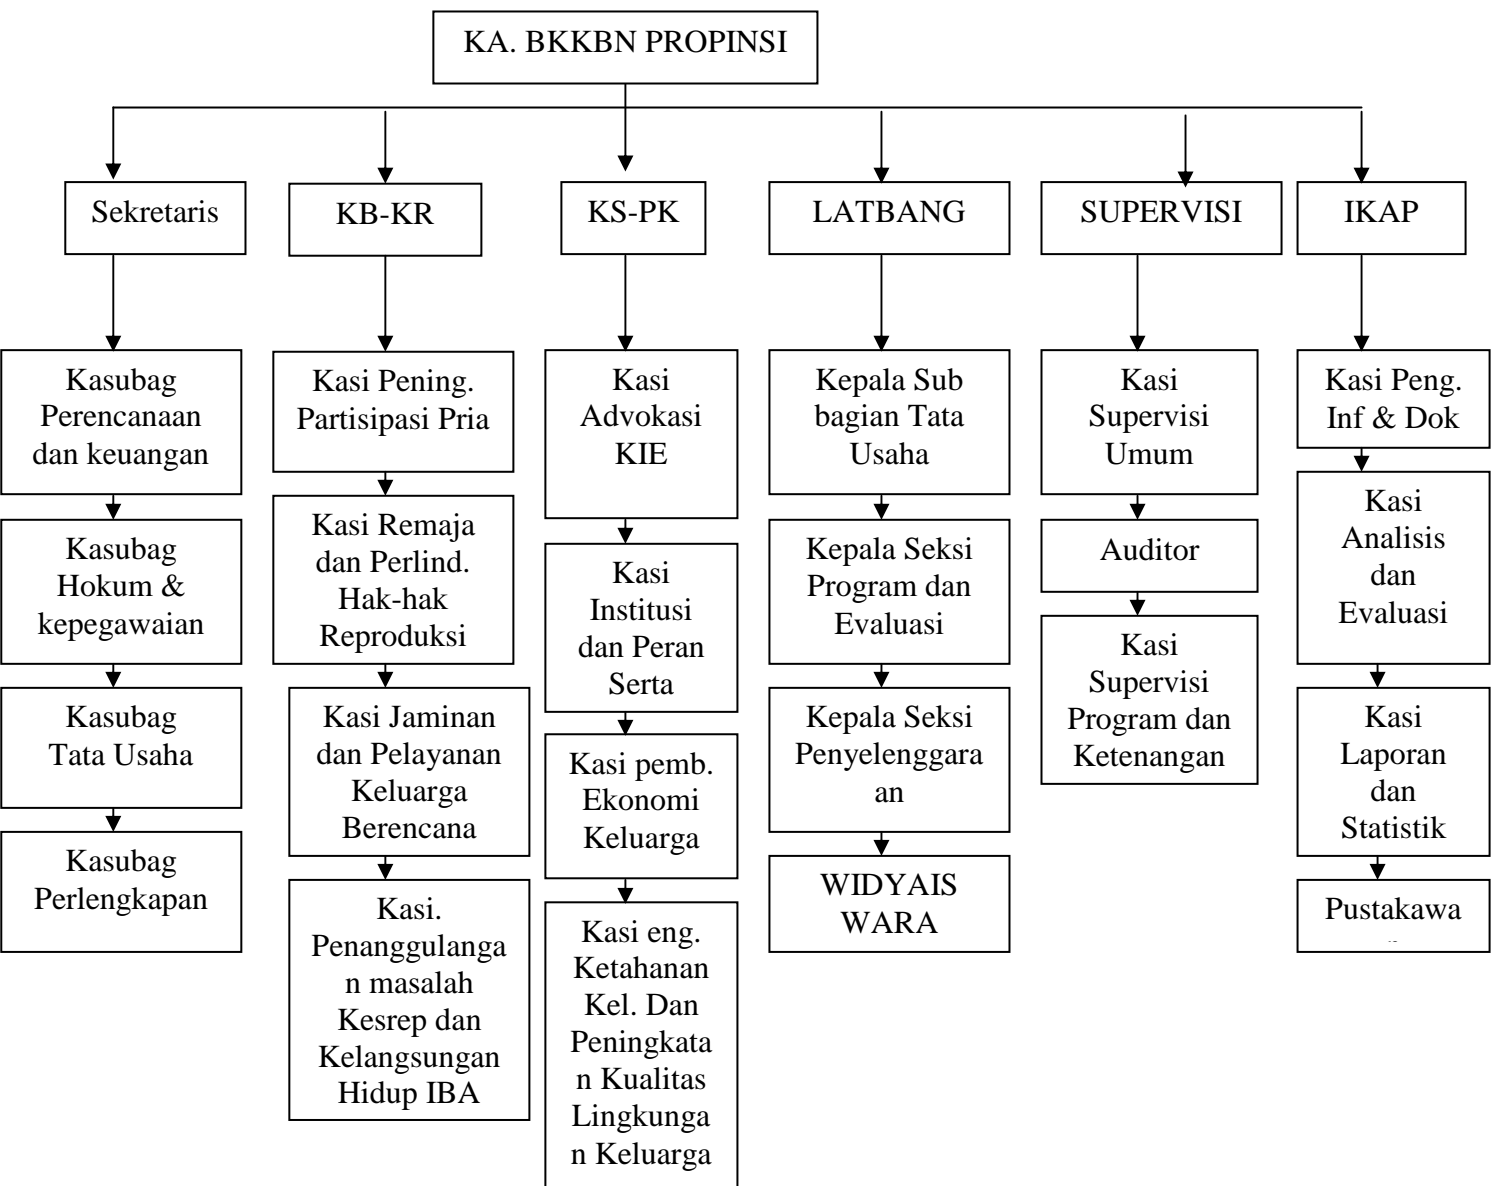 KA. BKKBN PROPINSI
Sekretaris
KB-KR
KS-PK
LATBANG
SUPERVISI
IKAP
Kasubag
Perencanaan
dan keuangan
Kasubag
Hokum &
kepegawaian
Kasubag
Tata Usaha
Kasubag
Perlengkapan
Kasi Pening.
Partisipasi Pria
Kasi Remaja
dan Perlind.
Hak-hak
Reproduksi
Kasi Jaminan
dan Pelayanan
Keluarga
Berencana
Kasi.
Penanggulanga
n masalah
Kesrep dan
Kelangsungan
Hidup IBA
Kasi
Advokasi
KIE
Kasi
Institusi
dan Peran
Serta
Kasi pemb.
Ekonomi
Keluarga
Kasi eng.
Ketahanan
Kel. Dan
Peningkata
n Kualitas
Lingkunga
n Keluarga
Kepala Sub
bagian Tata
Usaha
Kepala Seksi
Program dan
Evaluasi
Kepala Seksi
Penyelenggara
an
WIDYAIS
WARA
Kasi
Supervisi
Umum
Auditor
Kasi
Supervisi
Program dan
Ketenangan
Kasi Peng.
Inf & Dok
Kasi
Analisis
dan
Evaluasi
Kasi
Laporan
dan
Statistik
Pustakawa